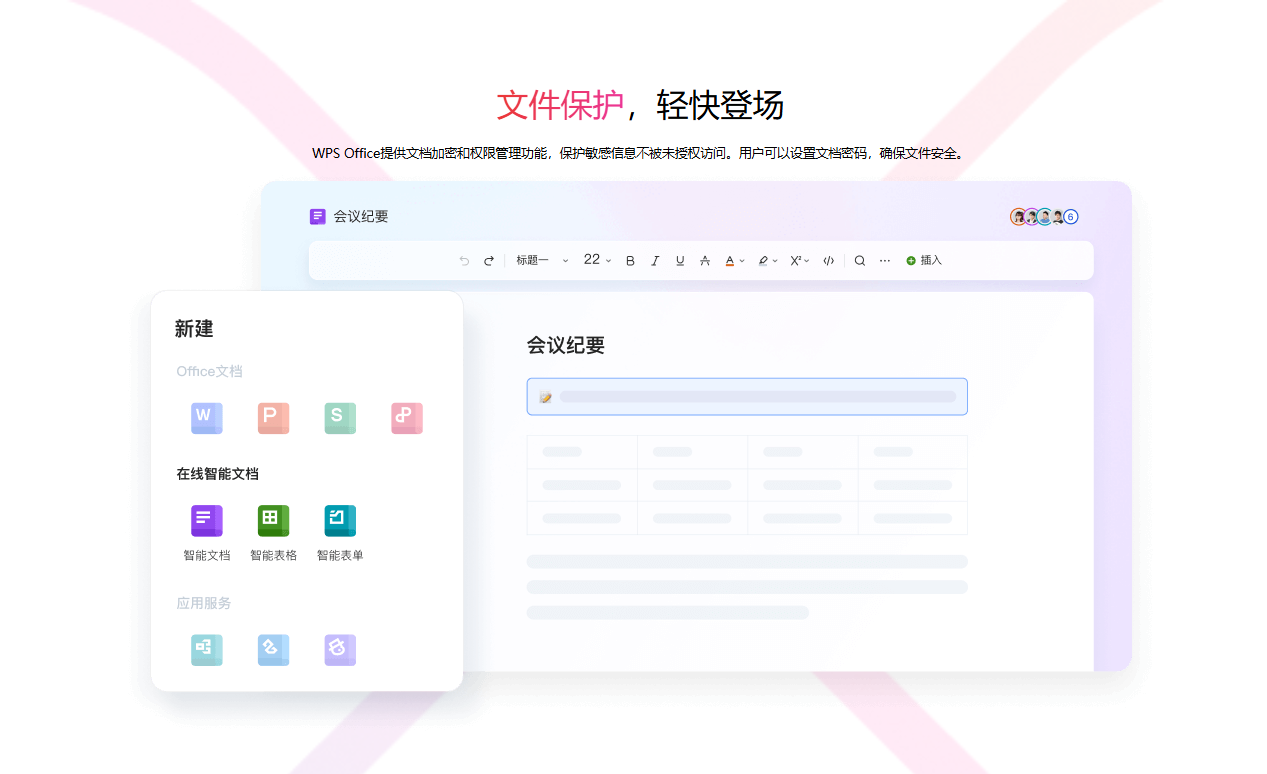 文件保护，轻快登场
WPS Office提供文档加密和权限管理功能，保护敏感信息不被未授权访问。用户可以设置文档密码，确保文件安全。
会议纪要
6
标题一 22 B I U A A X² </> ··· 插入
新建
会议纪要
Office文档
W P S P
在线智能文档
智能文档 智能表格 智能表单
应用服务